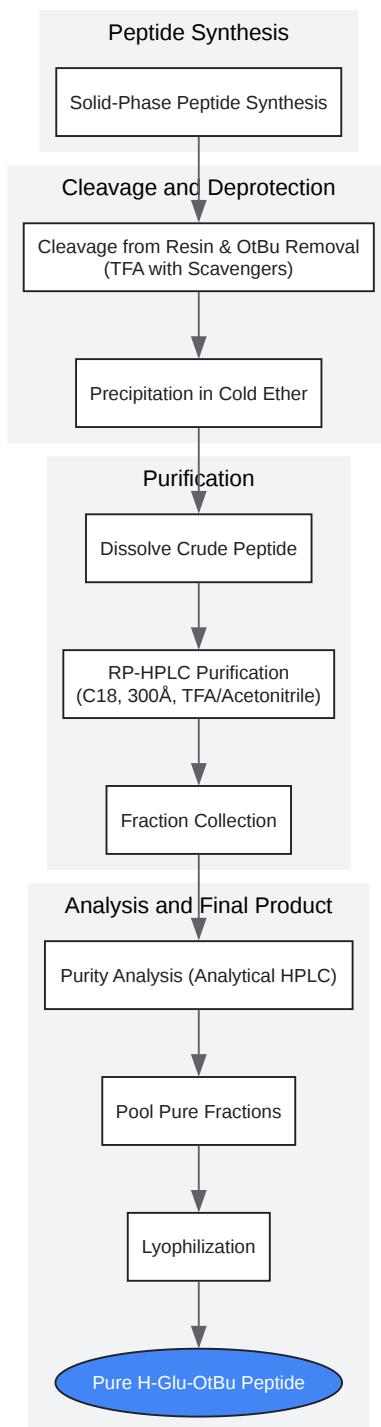 Peptide Synthesis
Solid-Phase Peptide Synthesis
Cleavage and Deprotection
Cleavage from Resin & OtBu Removal
(TFA with Scavengers)
Precipitation in Cold Ether
Purification
Dissolve Crude Peptide
RP-HPLC Purification
(C18, 300Å, TFA/Acetonitrile)
Fraction Collection
Analysis and Final Product
Purity Analysis (Analytical HPLC)
Pool Pure Fractions
Lyophilization
Pure H-Glu-OtBu Peptide